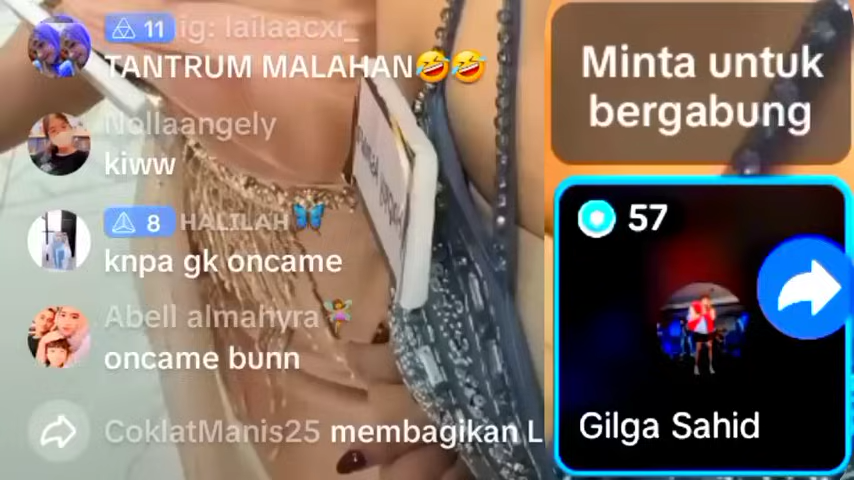 11 ig: lailaacxr_
TANTRUM MALAHAN🤣🤣
Nollaangely
kiww
8 HALILAH🦋
knpa gk oncame
Abell almahyra🧚
oncame bunn
CoklatManis25 membagikan L
Minta untuk
bergabung
57
Gilga Sahid